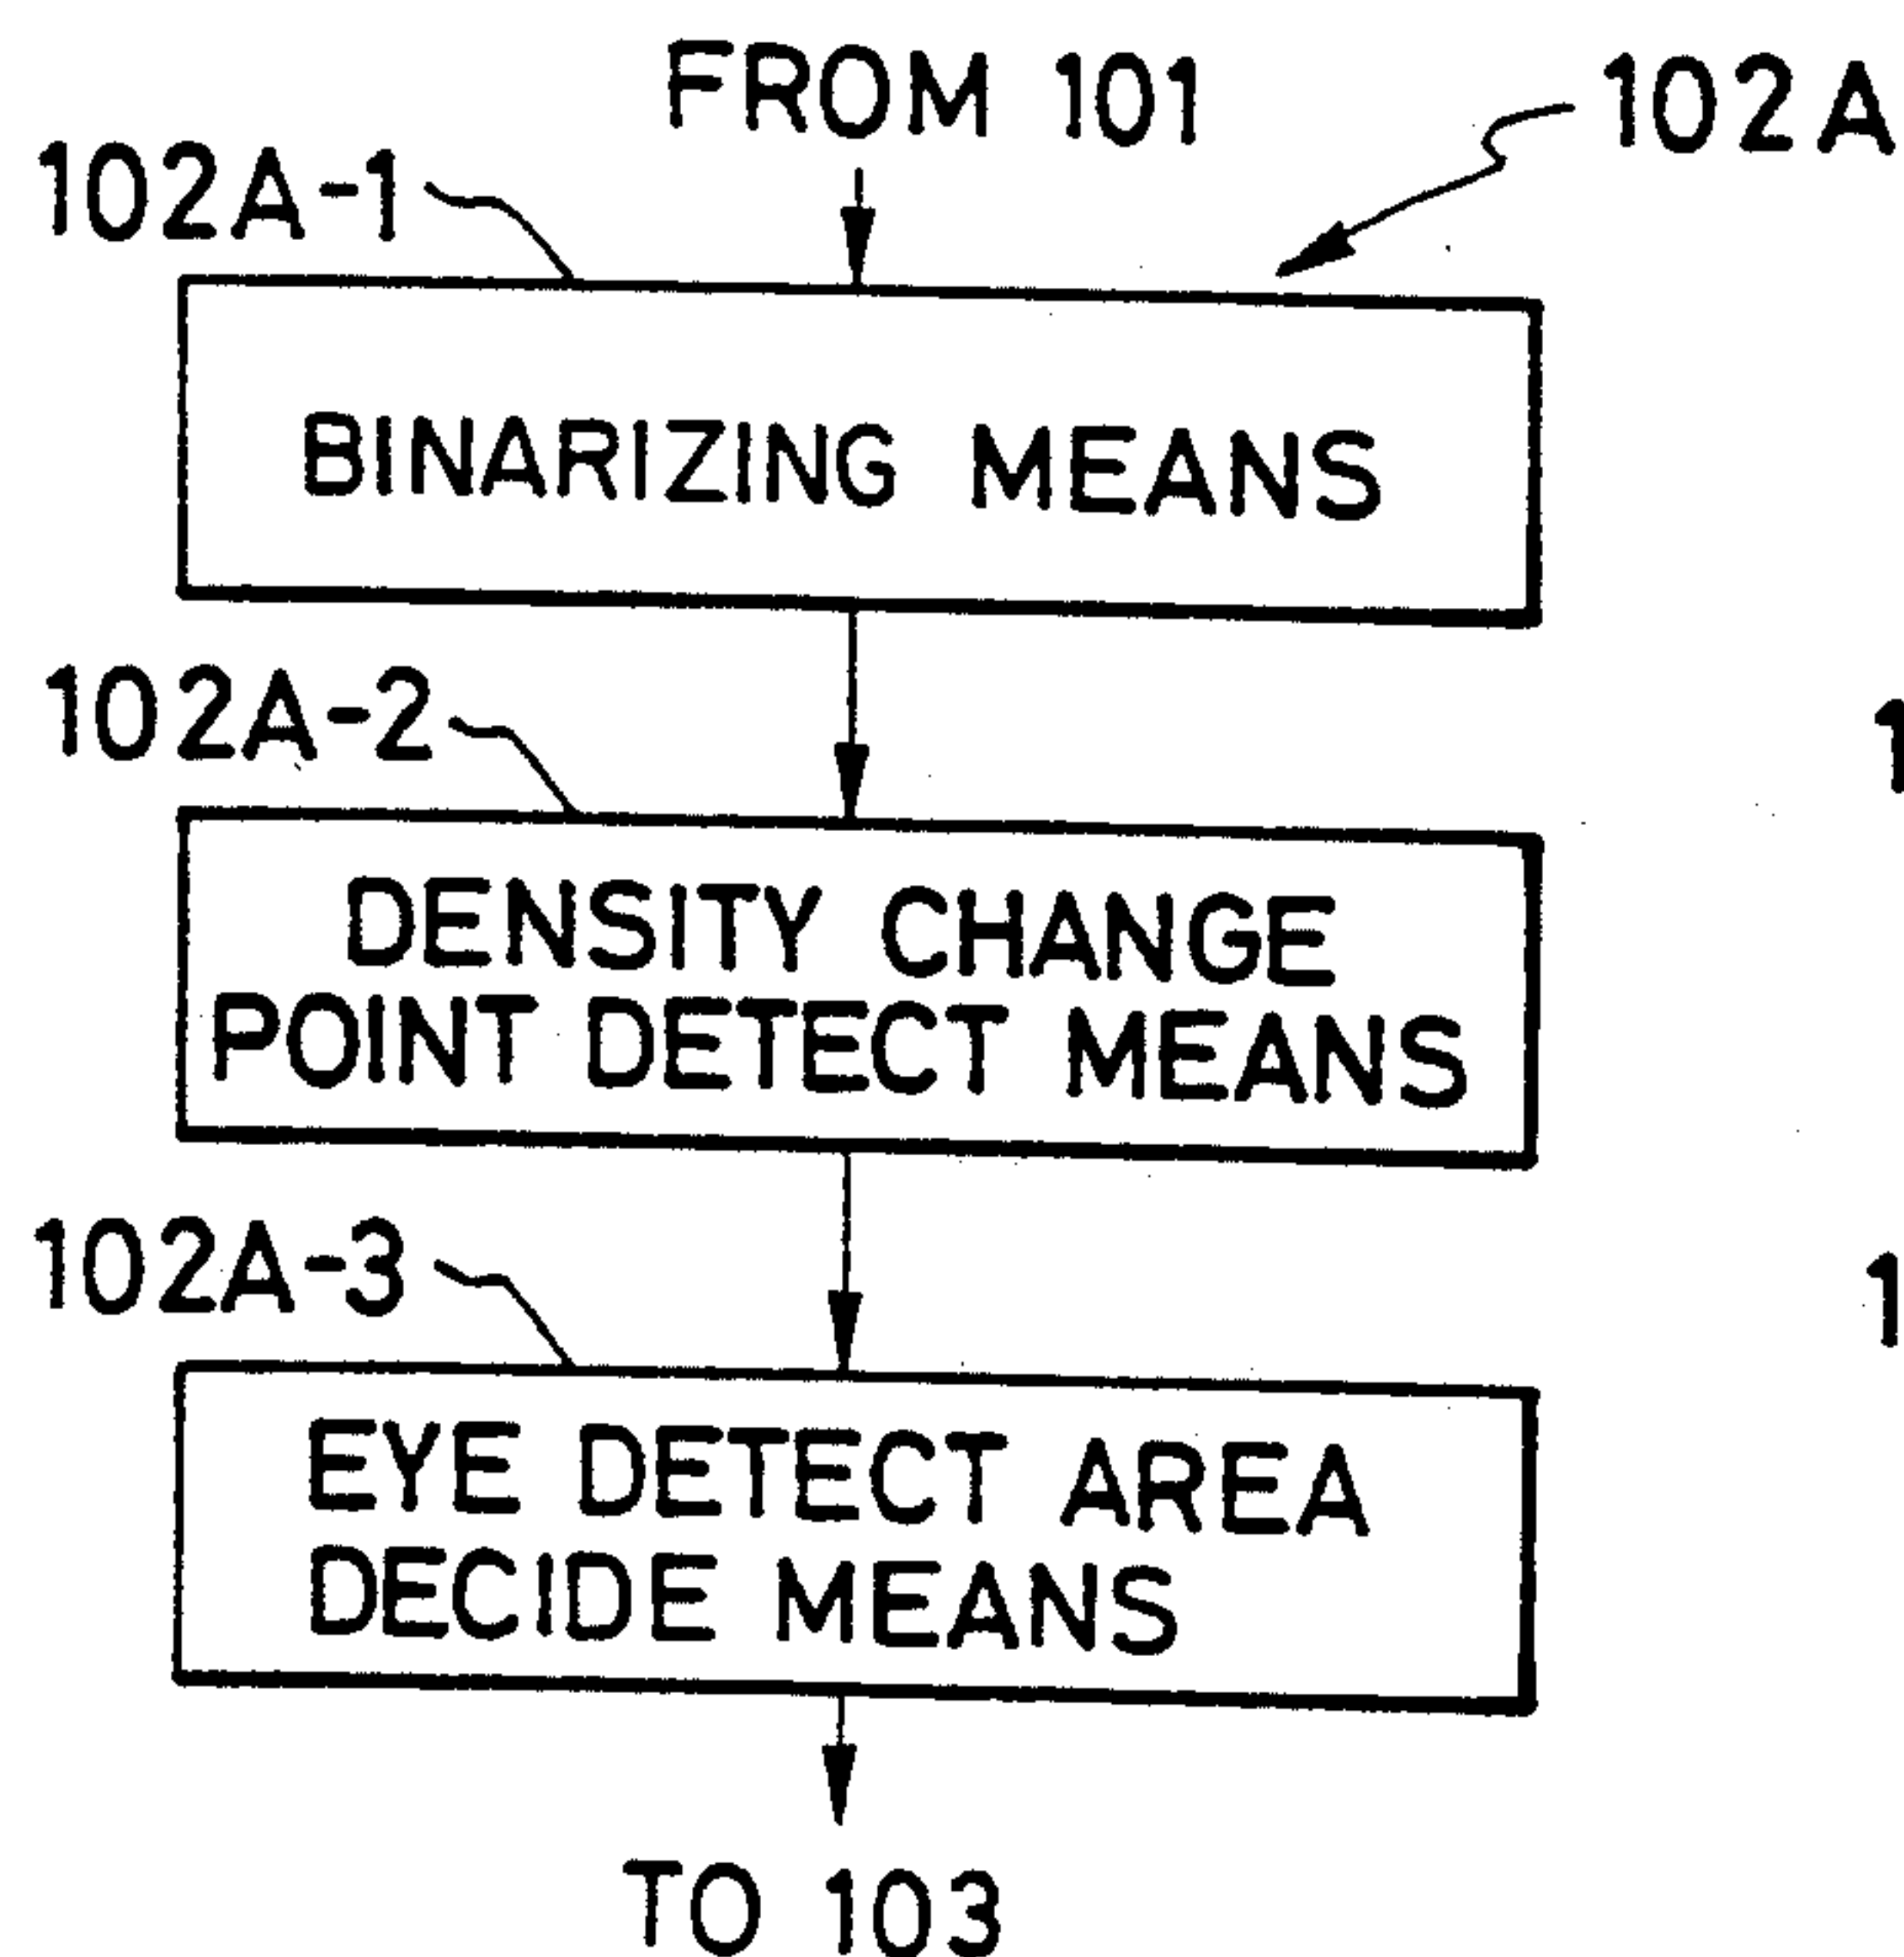 FROM 101
102A
102A-1
BINARIZING MEANS
102A-2
DENSITY CHANGE
POINT DETECT MEANS
102A-3
EYE DETECT AREA
DECIDE MEANS
TO 103